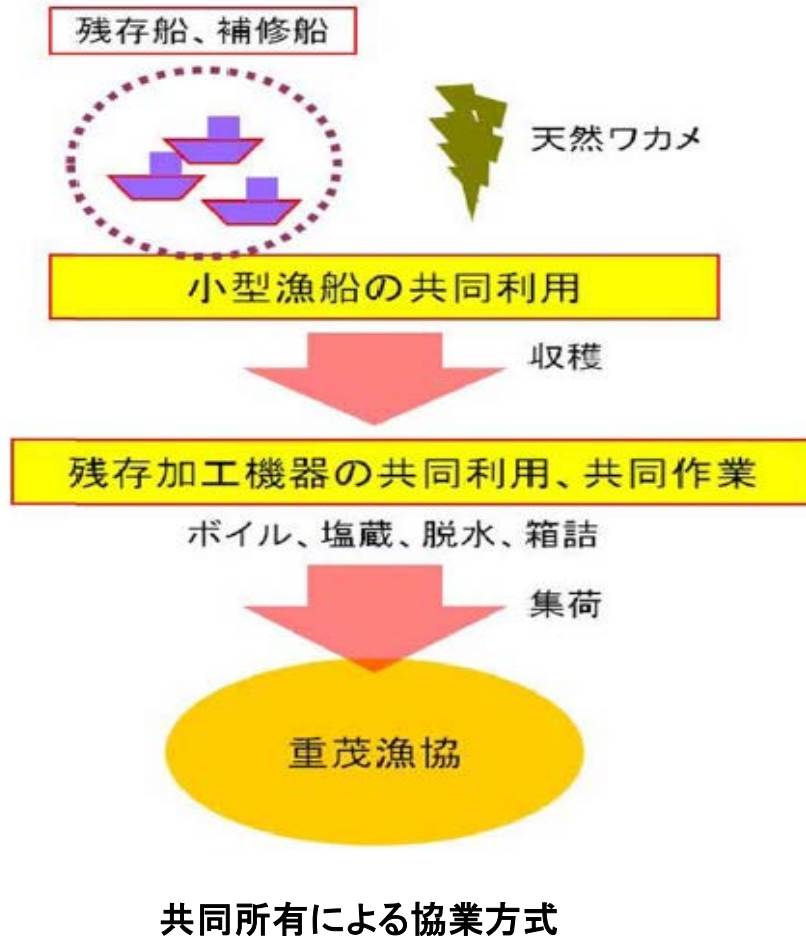 残存船、補修船
天然ワカメ
小型漁船の共同利用
収穫
残存加工機器の共同利用、共同作業
ボイル、塩蔵、脱水、箱詰
集荷
重茂漁協
共同所有による協業方式